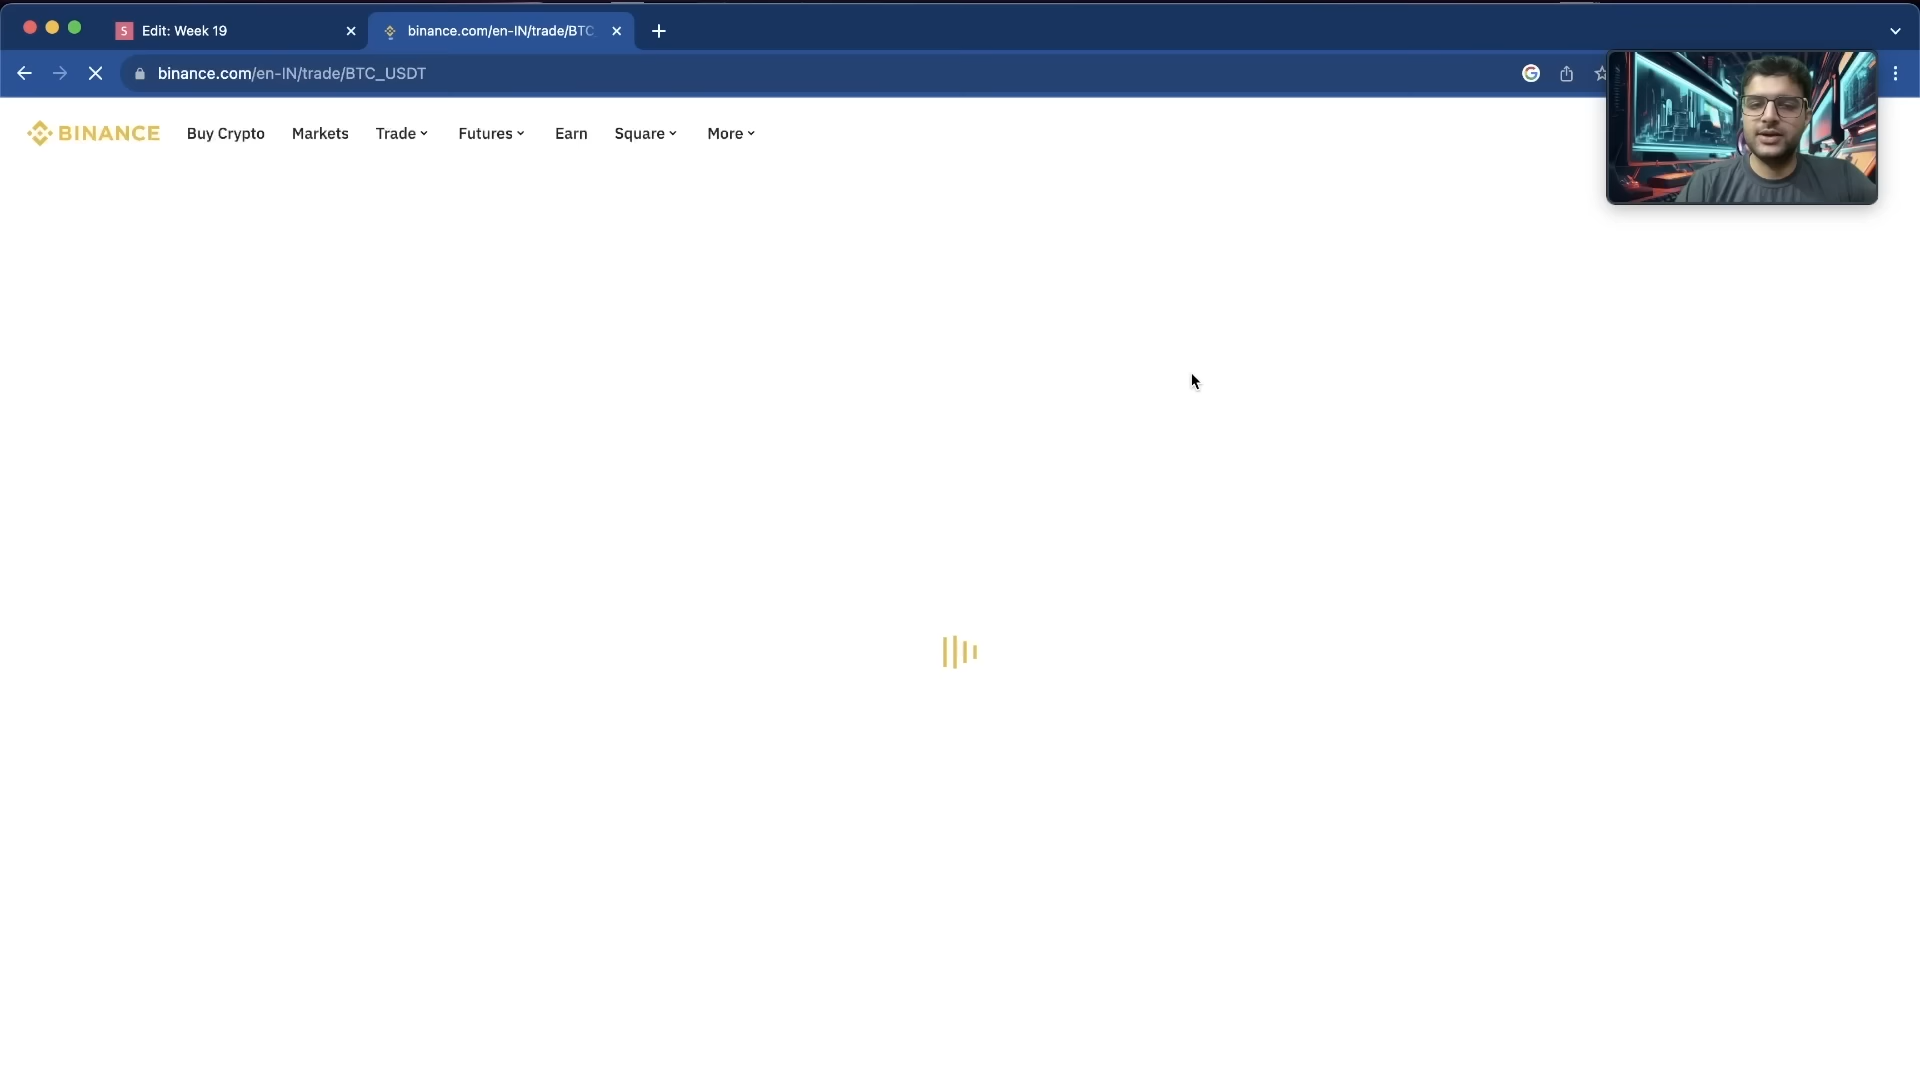 S Edit: Week 19
binance.com/en-IN/trade/BTC
binance.com/en-IN/trade/BTC_USDT
BINANCE Buy Crypto Markets Trade Futures Earn Square More